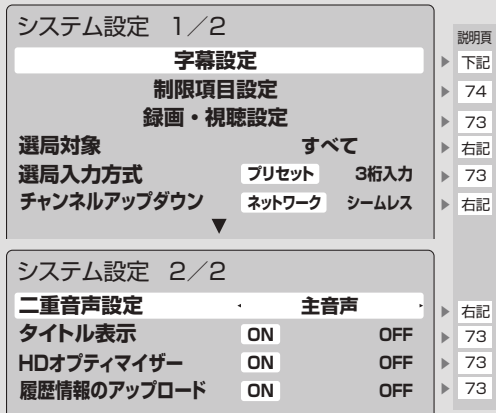 システム設定 1/2
説明頁
字幕設定 ▶ 下記
制限項目設定 ▶ 74
録画・視聴設定 ▶ 73
選局対象 すべて ▶ 右記
選局入力方式 プリセット 3桁入力 ▶ 73
チャンネルアップダウン ネットワーク シームレス ▶ 右記
▼
システム設定 2/2
二重音声設定 主音声 ▶ 右記
タイトル表示 ON OFF ▶ 73
HDオプティマイザー ON OFF ▶ 73
履歴情報のアップロード ON OFF ▶ 73